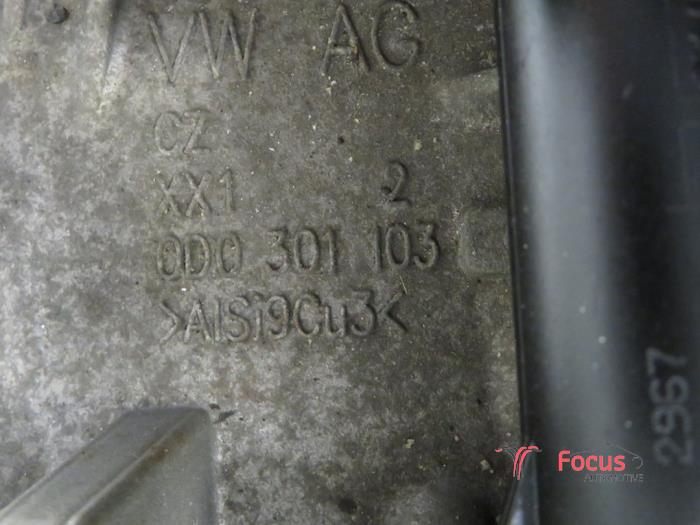 VW AG
CZ
XX1 2
0D0 301 103
>AlSi9Cu3<
2967
Focus
AUTOMOTIVE